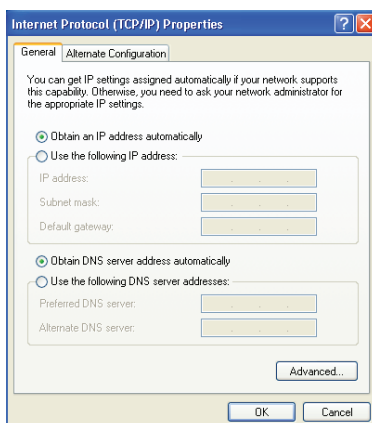 Internet Protocol (TCP/IP) Properties
General Alternate Configuration
You can get IP settings assigned automatically if your network supports
this capability. Otherwise, you need to ask your network administrator for
the appropriate IP settings.
Obtain an IP address automatically
Use the following IP address:
IP address:
Subnet mask:
Default gateway:
Obtain DNS server address automatically
Use the following DNS server addresses:
Preferred DNS server:
Alternate DNS server:
Advanced...
OK Cancel